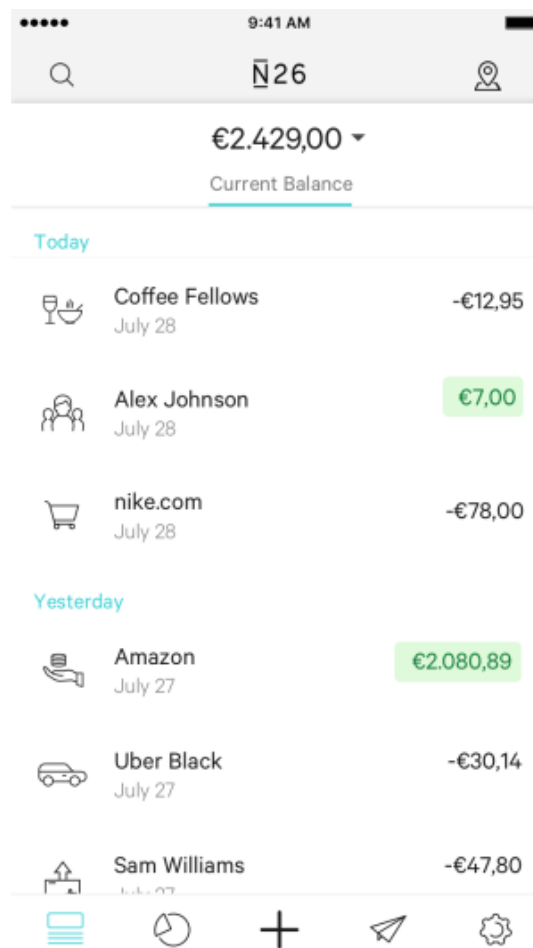 9:41 AM
N26
€2.429,00
Current Balance
Today
Coffee Fellows
-€12,95
July 28
Alex Johnson
€7,00
July 28
nike.com
-€78,00
July 28
Yesterday
Amazon
€2.080,89
July 27
Uber Black
-€30,14
July 27
Sam Williams
-€47,80
July 27